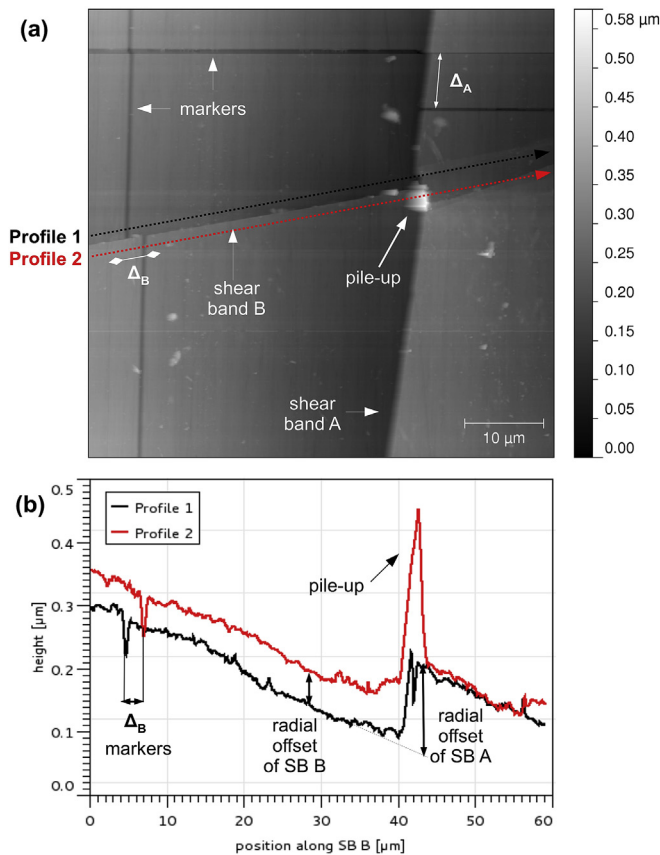 (a)
0.58 µm
0.50
0.45
0.40
0.35
0.30
0.25
0.20
0.15
0.10
0.05
0.00
markers
ΔA
Profile 1
Profile 2
ΔB
shear
band B
pile-up
shear
band A
10 µm
(b)
0.5
0.4
0.3
0.2
0.1
0.0
height [µm]
Profile 1
Profile 2
pile-up
ΔB
markers
radial
offset
of SB B
radial
offset
of SB A
0
10
20
30
40
50
60
position along SB B [µm]